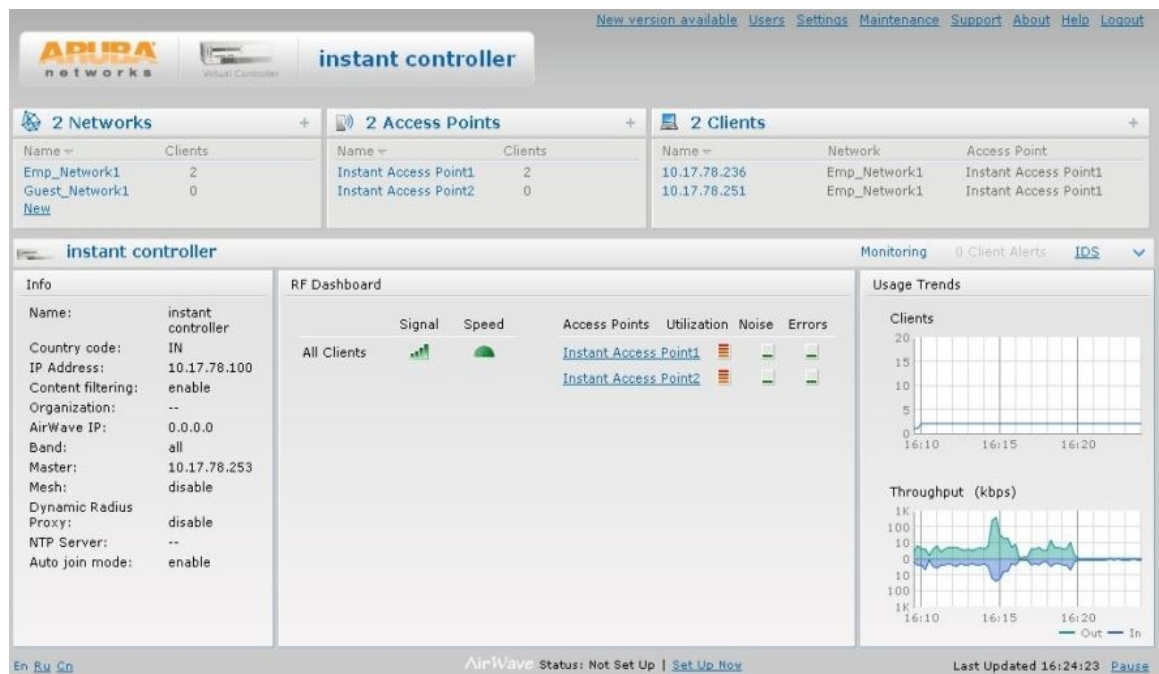 New version available Users Settings Maintenance Support About Help Logout
ARUBA
networks
Virtual Controller
instant controller
2 Networks +
Name Clients
Emp_Network1 2
Guest_Network1 0
New
2 Access Points +
Name Clients
Instant Access Point1 2
Instant Access Point2 0
2 Clients +
Name Network Access Point
10.17.78.236 Emp_Network1 Instant Access Point1
10.17.78.251 Emp_Network1 Instant Access Point1
instant controller
Monitoring 0 Client Alerts IDS
Info
Name: instant
controller
Country code: IN
IP Address: 10.17.78.100
Content filtering: enable
Organization: --
AirWave IP: 0.0.0.0
Band: all
Master: 10.17.78.253
Mesh: disable
Dynamic Radius
Proxy: disable
NTP Server: --
Auto join mode: enable
RF Dashboard
Signal Speed
All Clients
Access Points Utilization Noise Errors
Instant Access Point1
Instant Access Point2
Usage Trends
Clients
20
15
10
5
0
16:10 16:15 16:20
Throughput (kbps)
1K
100
10
0
10
100
1K
16:10 16:15 16:20
Out In
En Ru Cn
AirWave Status: Not Set Up | Set Up Now
Last Updated 16:24:23 Pause